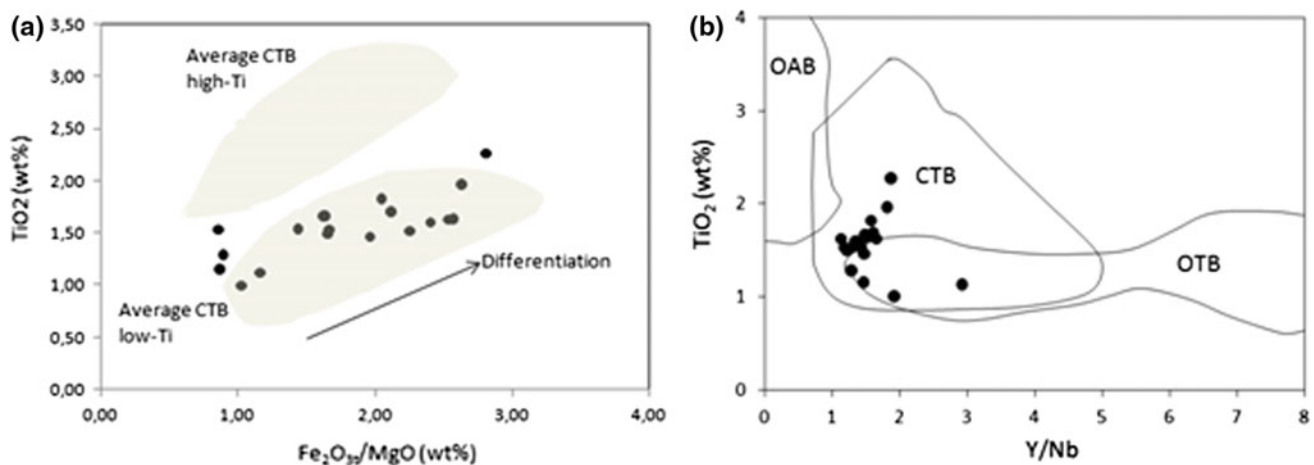 (a)
3,50
3,00
2,50
2,00
1,50
1,00
0,50
0,00
TiO2 (wt%)
Average CTB
high-Ti
Average CTB
low-Ti
Differentiation
0,00 1,00 2,00 3,00 4,00
Fe₂O₃ₜ/MgO (wt%)
(b)
4
3
2
1
0
TiO₂ (wt%)
OAB
CTB
OTB
0 1 2 3 4 5 6 7 8
Y/Nb